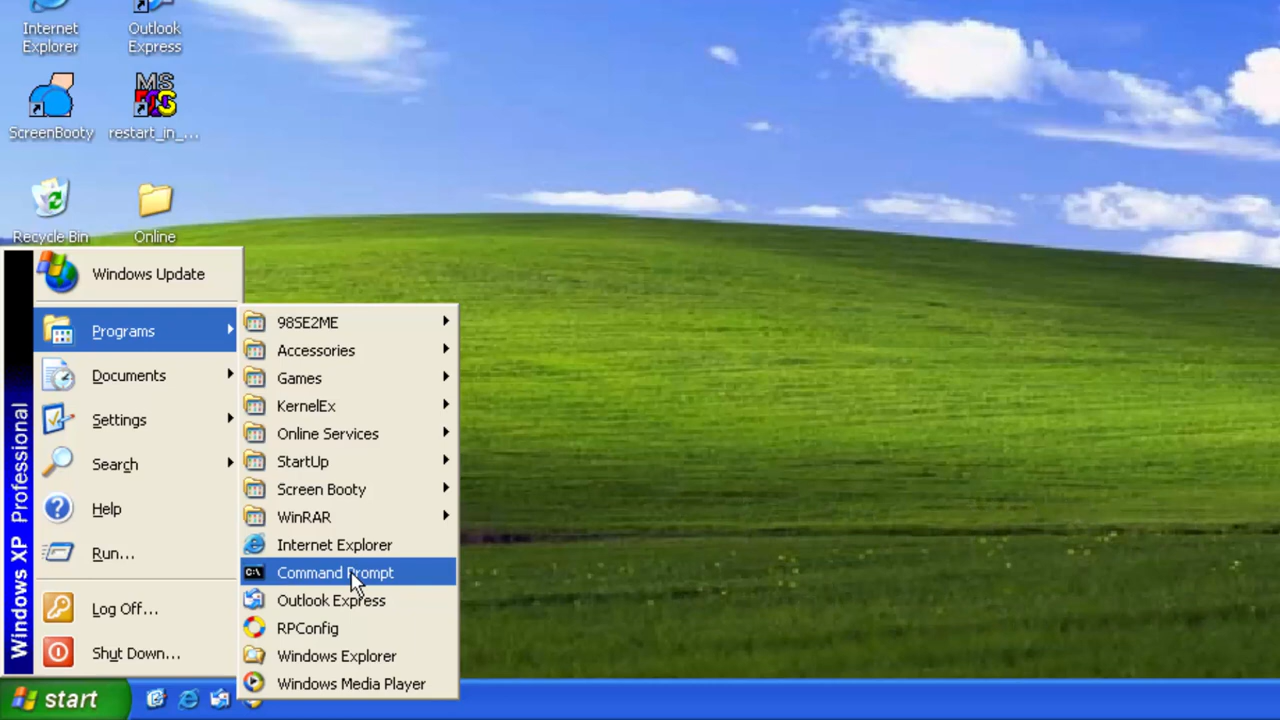 Internet
Explorer
Outlook
Express
ScreenBooty
MS
restart_in_...
Recycle Bin
Online
Windows XP Professional
Windows Update
Programs
Documents
Settings
Search
Help
Run...
Log Off...
Shut Down...
98SE2ME
Accessories
Games
KernelEx
Online Services
StartUp
Screen Booty
WinRAR
Internet Explorer
C:\
Command Prompt
Outlook Express
RPConfig
Windows Explorer
Windows Media Player
start